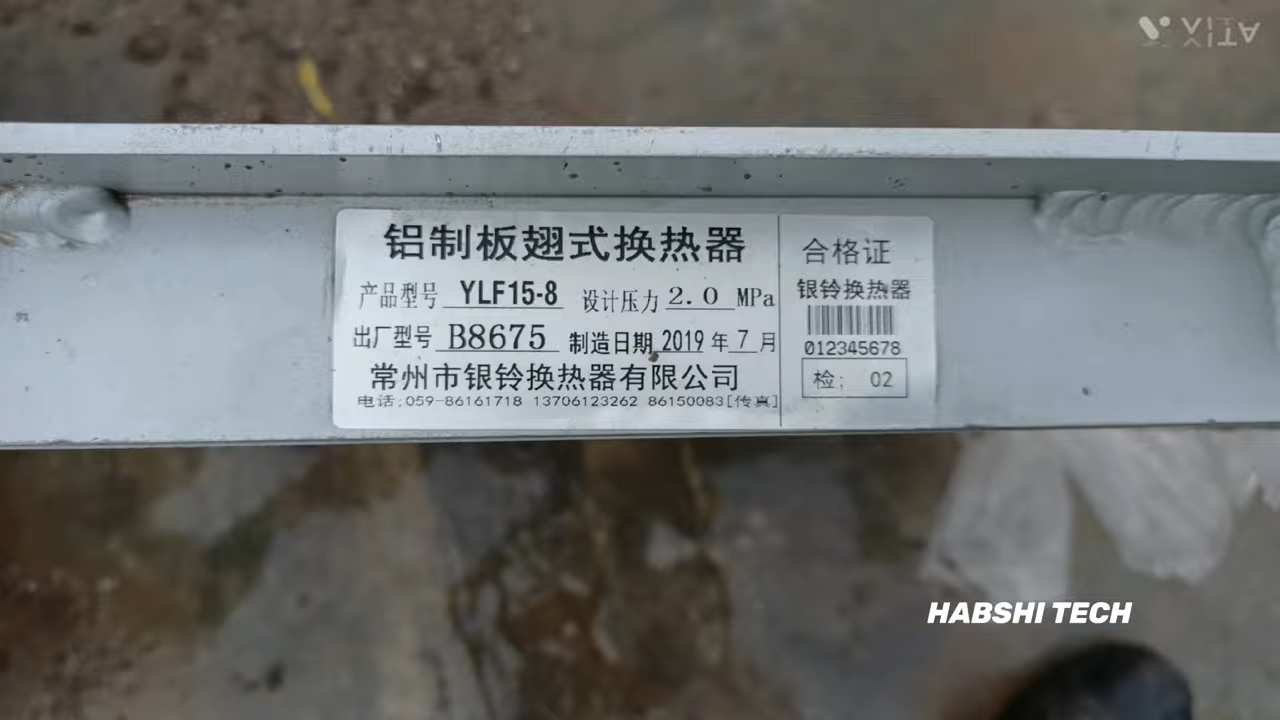 VITA
铝制板翅式换热器
产品型号 YLF15-8 设计压力 2.0 MPa
出厂型号 B8675 制造日期 2019 年 7 月
常州市银铃换热器有限公司
电话:059-86161718 13706123262 86150083[传真]
合格证
银铃换热器
012345678
检: 02
HABSHI TECH